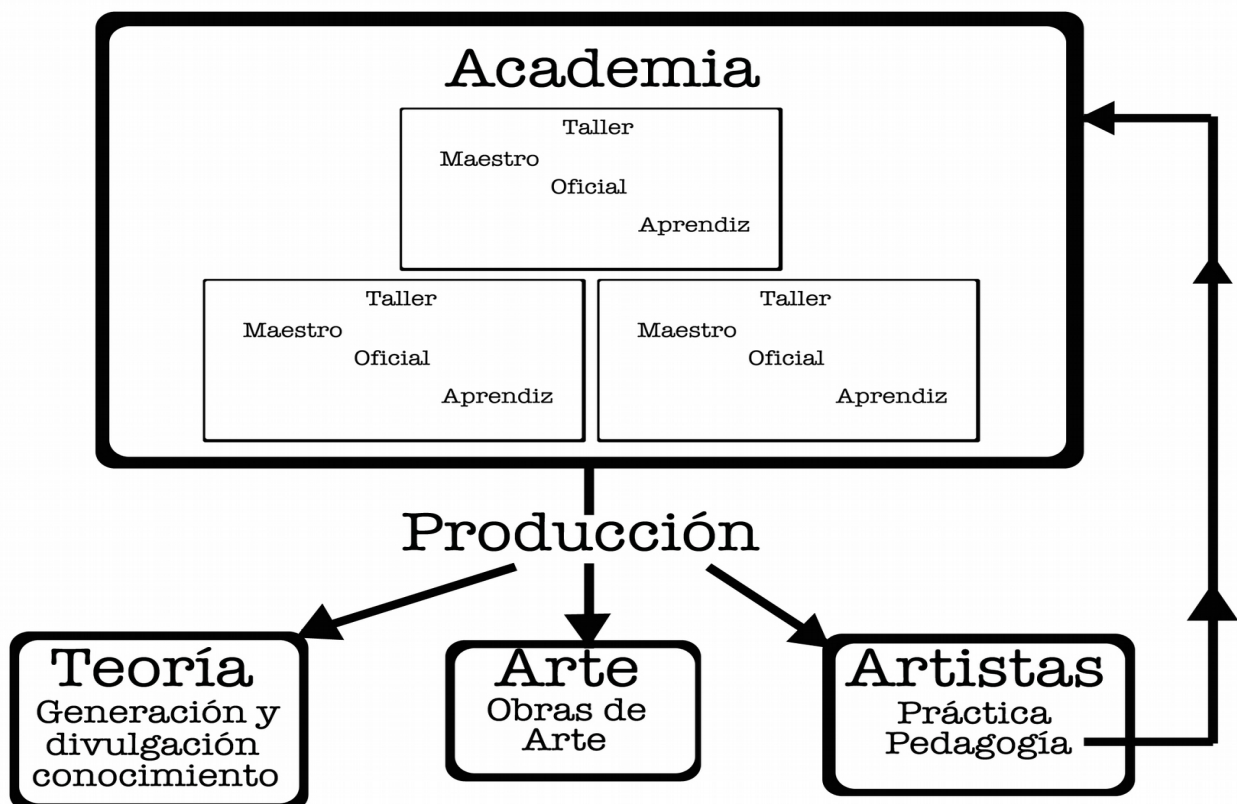 Academia
Taller
Maestro
Oficial
Aprendiz
Taller
Maestro
Oficial
Aprendiz
Taller
Maestro
Oficial
Aprendiz
Producción
Teoría
Generación y
divulgación
conocimiento
Arte
Obras de
Arte
Artistas
Práctica
Pedagogía